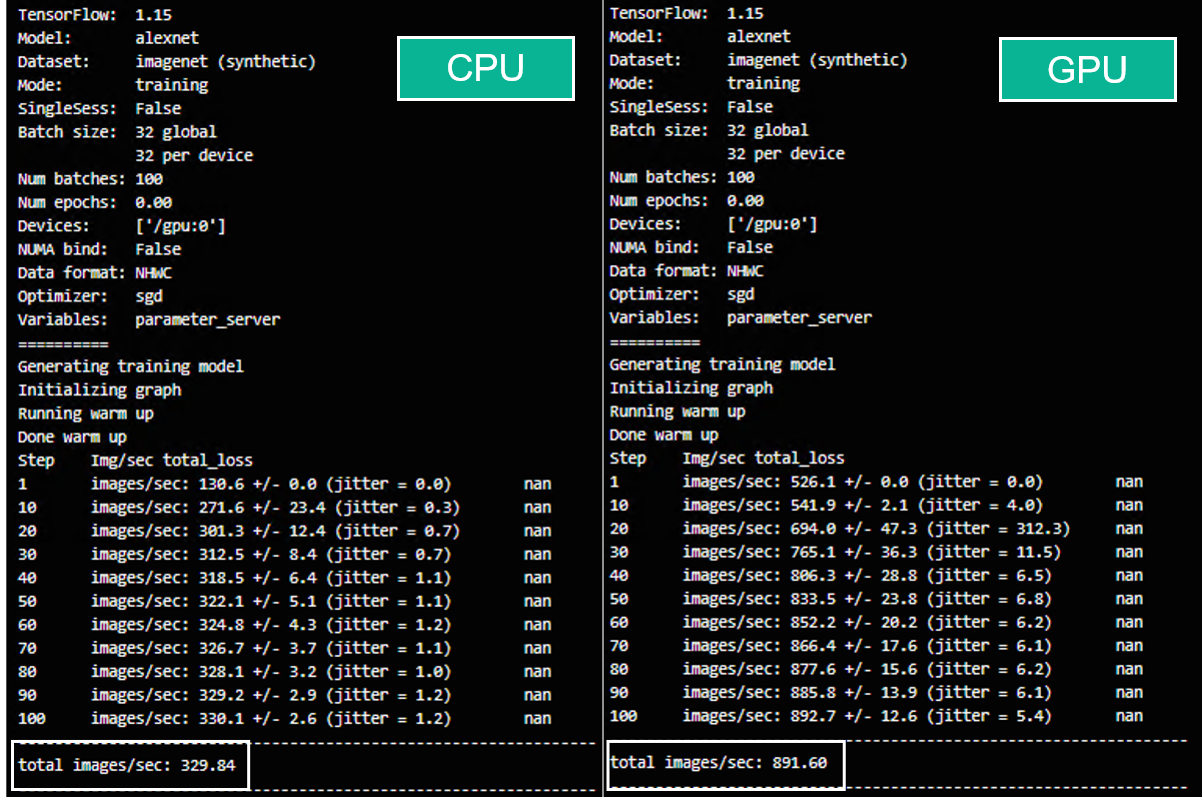 TensorFlow: 1.15
Model: alexnet
Dataset: imagenet (synthetic)
Mode: training
SingleSess: False
Batch size: 32 global
32 per device
Num batches: 100
Num epochs: 0.00
Devices: ['/gpu:0']
NUMA bind: False
Data format: NHWC
Optimizer: sgd
Variables: parameter_server
==========
Generating training model
Initializing graph
Running warm up
Done warm up
Step Img/sec total_loss
1 images/sec: 130.6 +/- 0.0 (jitter = 0.0) nan
10 images/sec: 271.6 +/- 23.4 (jitter = 0.3) nan
20 images/sec: 301.3 +/- 12.4 (jitter = 0.7) nan
30 images/sec: 312.5 +/- 8.4 (jitter = 0.7) nan
40 images/sec: 318.5 +/- 6.4 (jitter = 1.1) nan
50 images/sec: 322.1 +/- 5.1 (jitter = 1.1) nan
60 images/sec: 324.8 +/- 4.3 (jitter = 1.2) nan
70 images/sec: 326.7 +/- 3.7 (jitter = 1.1) nan
80 images/sec: 328.1 +/- 3.2 (jitter = 1.0) nan
90 images/sec: 329.2 +/- 2.9 (jitter = 1.2) nan
100 images/sec: 330.1 +/- 2.6 (jitter = 1.2) nan
----------------------------------------------------------------
total images/sec: 329.84
----------------------------------------------------------------
CPU
TensorFlow: 1.15
Model: alexnet
Dataset: imagenet (synthetic)
Mode: training
SingleSess: False
Batch size: 32 global
32 per device
Num batches: 100
Num epochs: 0.00
Devices: ['/gpu:0']
NUMA bind: False
Data format: NHWC
Optimizer: sgd
Variables: parameter_server
==========
Generating training model
Initializing graph
Running warm up
Done warm up
Step Img/sec total_loss
1 images/sec: 526.1 +/- 0.0 (jitter = 0.0) nan
10 images/sec: 541.9 +/- 2.1 (jitter = 4.0) nan
20 images/sec: 694.0 +/- 47.3 (jitter = 312.3) nan
30 images/sec: 765.1 +/- 36.3 (jitter = 11.5) nan
40 images/sec: 806.3 +/- 28.8 (jitter = 6.5) nan
50 images/sec: 833.5 +/- 23.8 (jitter = 6.8) nan
60 images/sec: 852.2 +/- 20.2 (jitter = 6.2) nan
70 images/sec: 866.4 +/- 17.6 (jitter = 6.1) nan
80 images/sec: 877.6 +/- 15.6 (jitter = 6.2) nan
90 images/sec: 885.8 +/- 13.9 (jitter = 6.1) nan
100 images/sec: 892.7 +/- 12.6 (jitter = 5.4) nan
----------------------------------------------------------------
total images/sec: 891.60
----------------------------------------------------------------
GPU